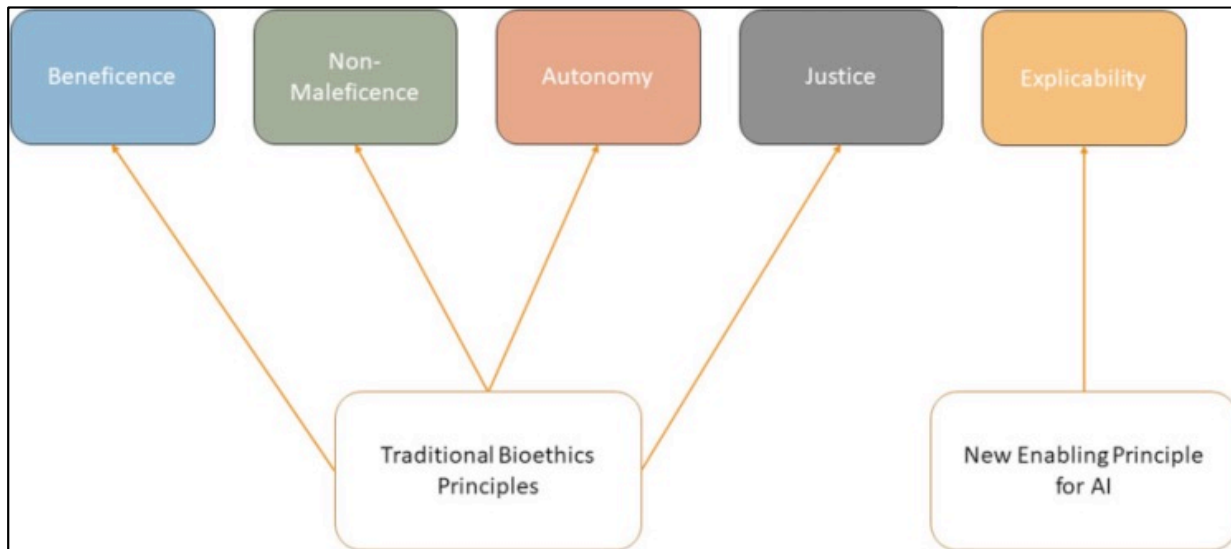 Beneficence
Non-
Maleficence
Autonomy
Justice
Explicability
Traditional Bioethics
Principles
New Enabling Principle
for AI